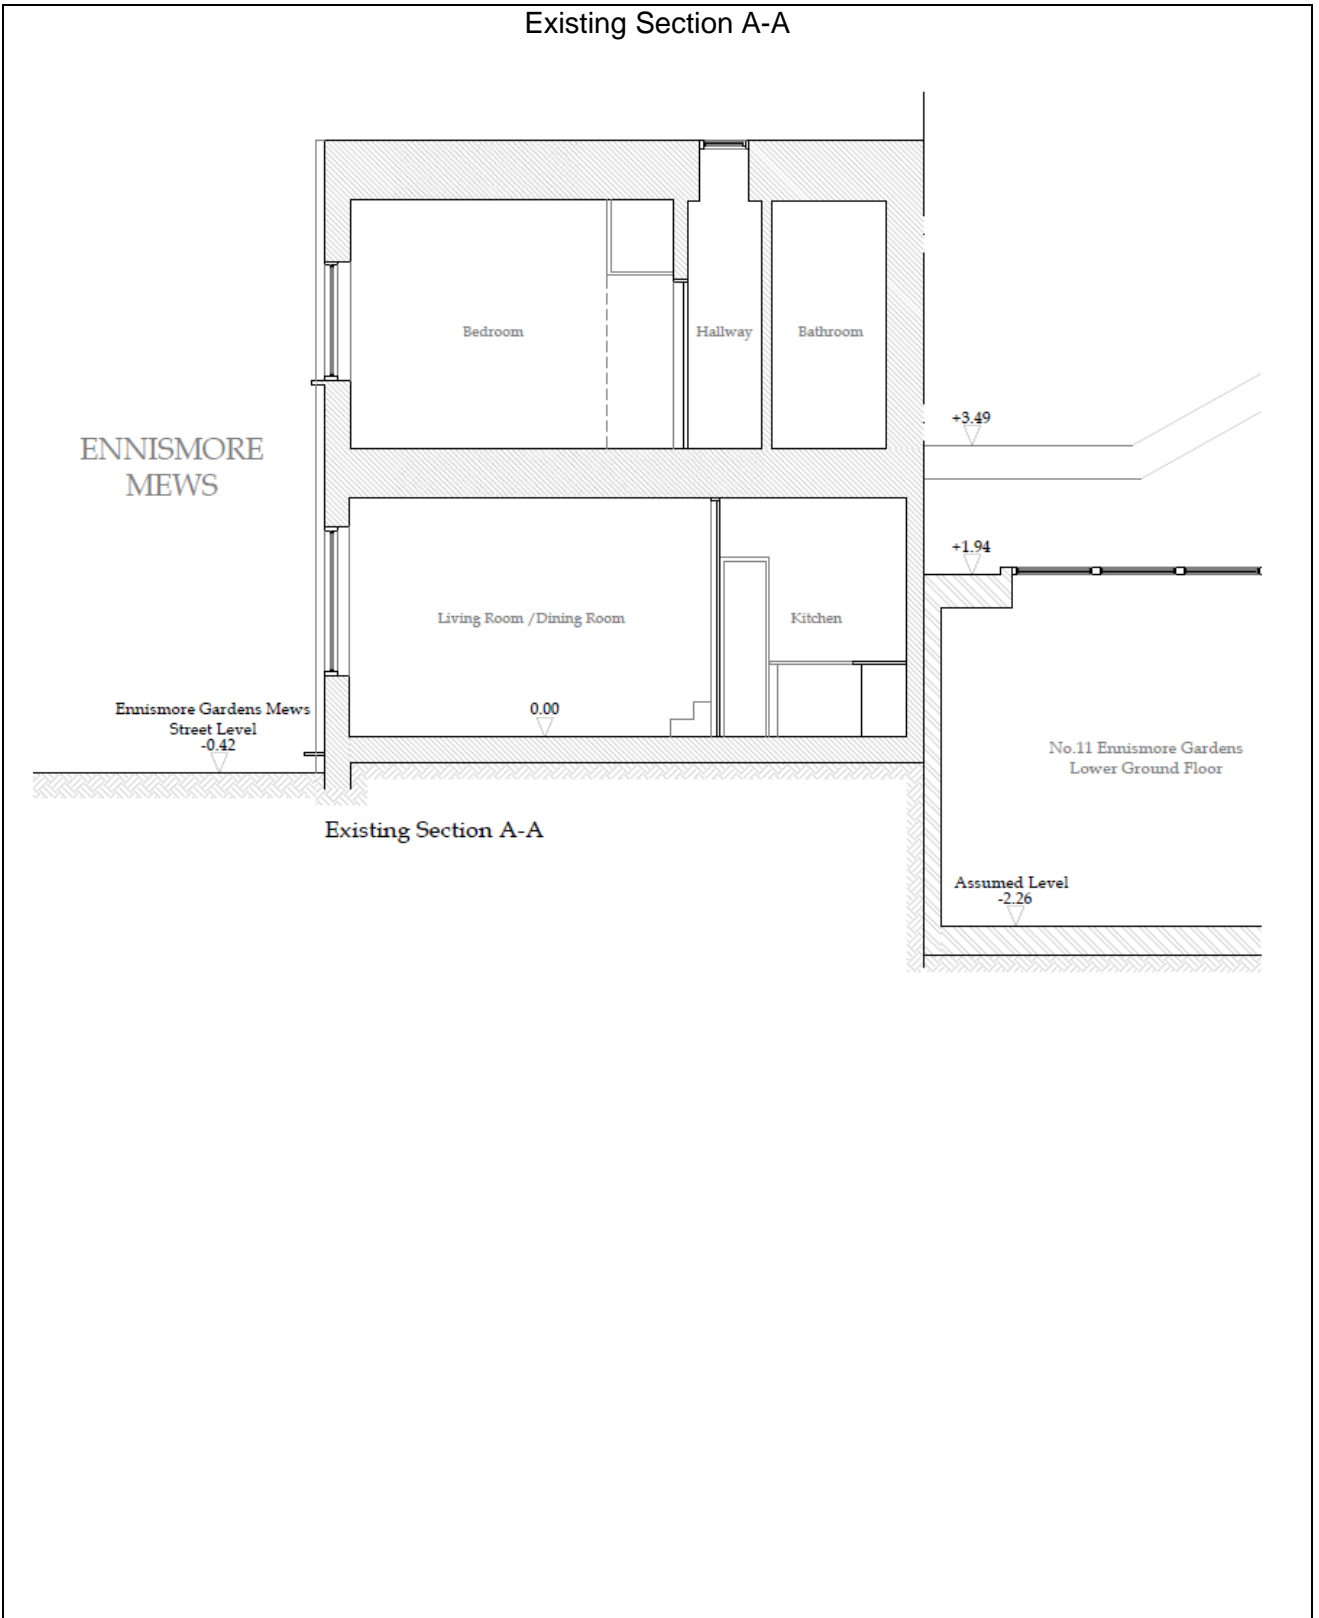 Existing Section A-A
Bedroom
Hallway
Bathroom
+3.49
ENNISMORE
MEWS
+1.94
Living Room /Dining Room
Kitchen
Ennismore Gardens Mews
Street Level
-0.42
0.00
No.11 Ennismore Gardens
Lower Ground Floor
Existing Section A-A
Assumed Level
-2.26